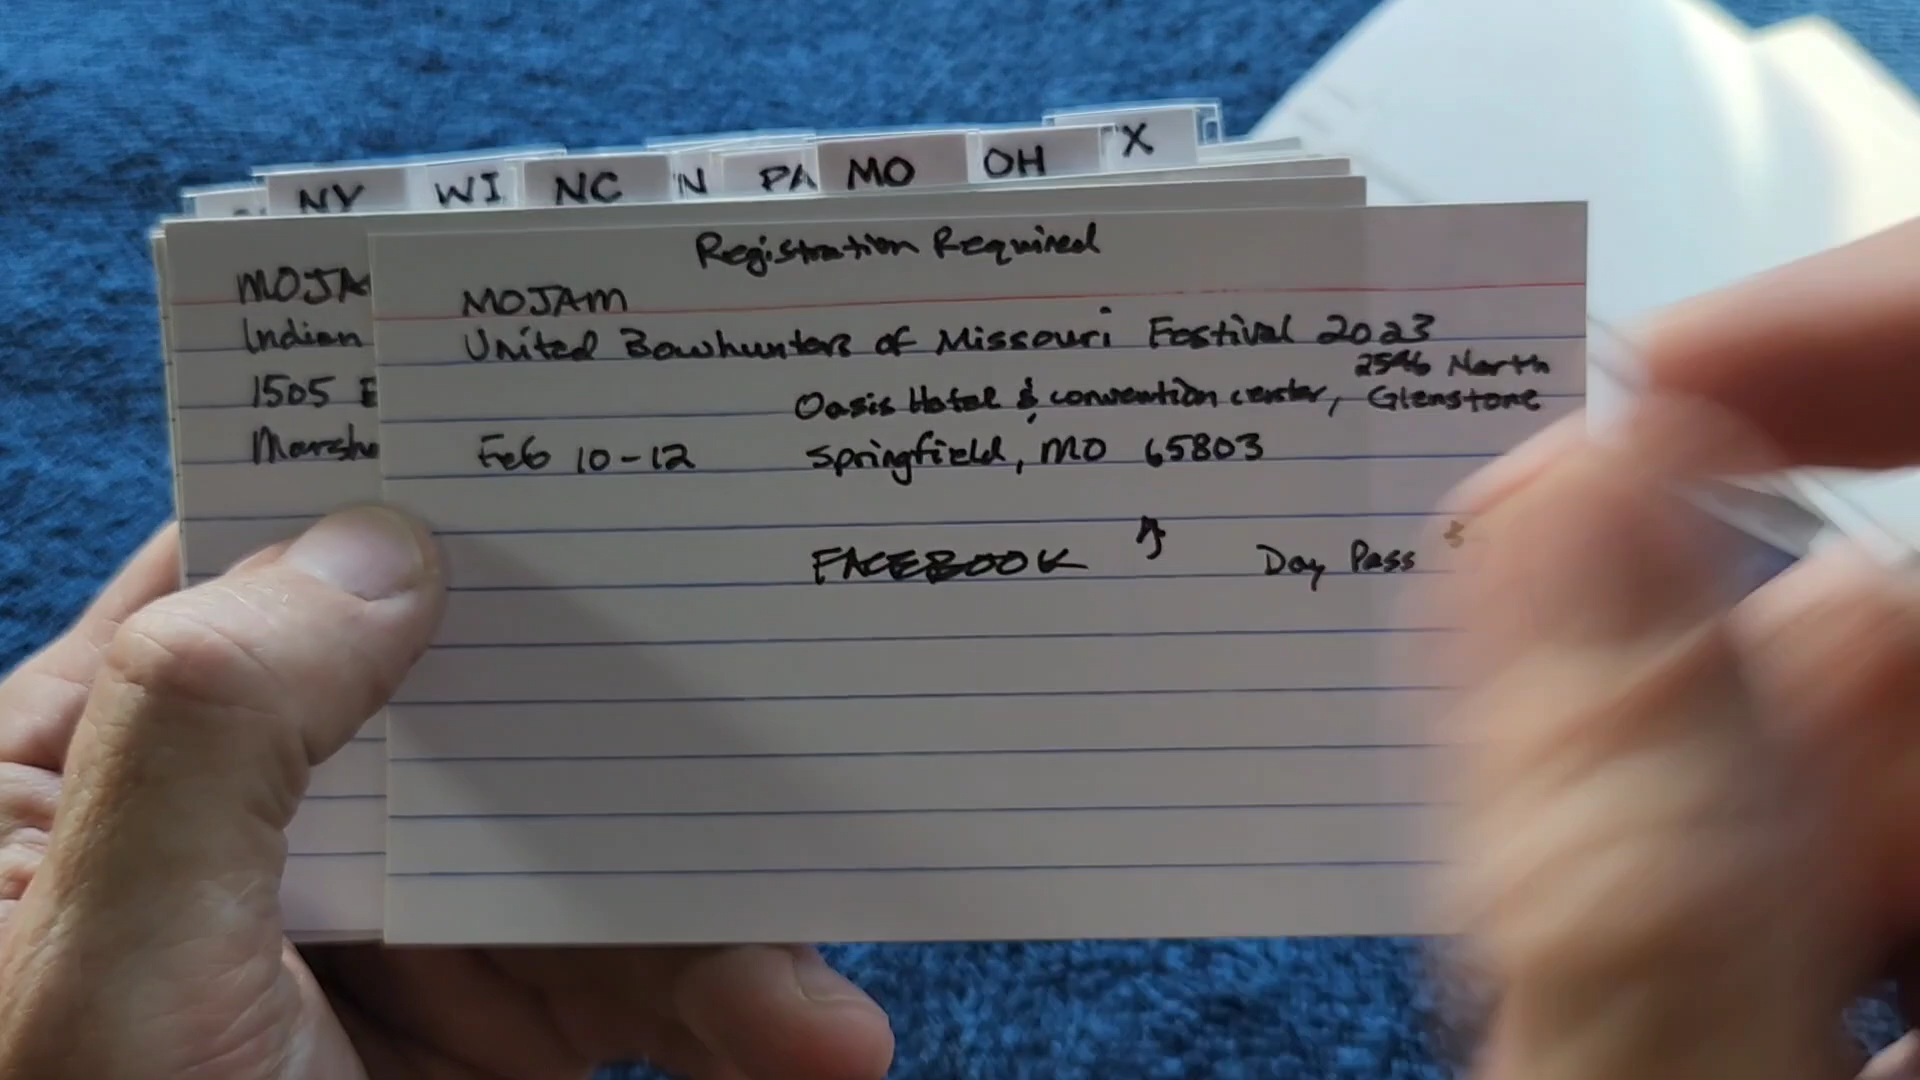 NY WI NC N PA MO OH X
Registration Required
MOJAM
United Bowhunters of Missouri Festival 2023
2546 North
Oasis Hotel & convention center, Glenstone
Feb 10-12 Springfield, MO 65803
FACEBOOK Day Pass
MOJA
Indian
1505 E
Marsha